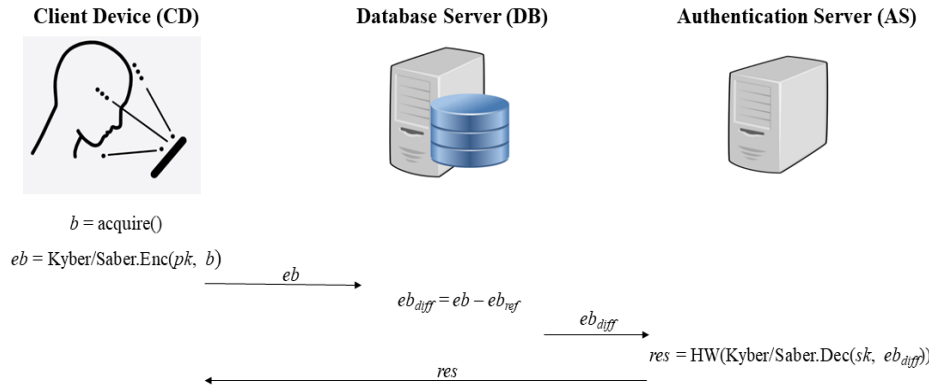 Client Device (CD)
Database Server (DB)
Authentication Server (AS)
b = acquire()
eb = Kyber/Saber.Enc(pk, b)
eb
eb_diff = eb – eb_ref
eb_diff
res = HW(Kyber/Saber.Dec(sk, eb_diff))
res